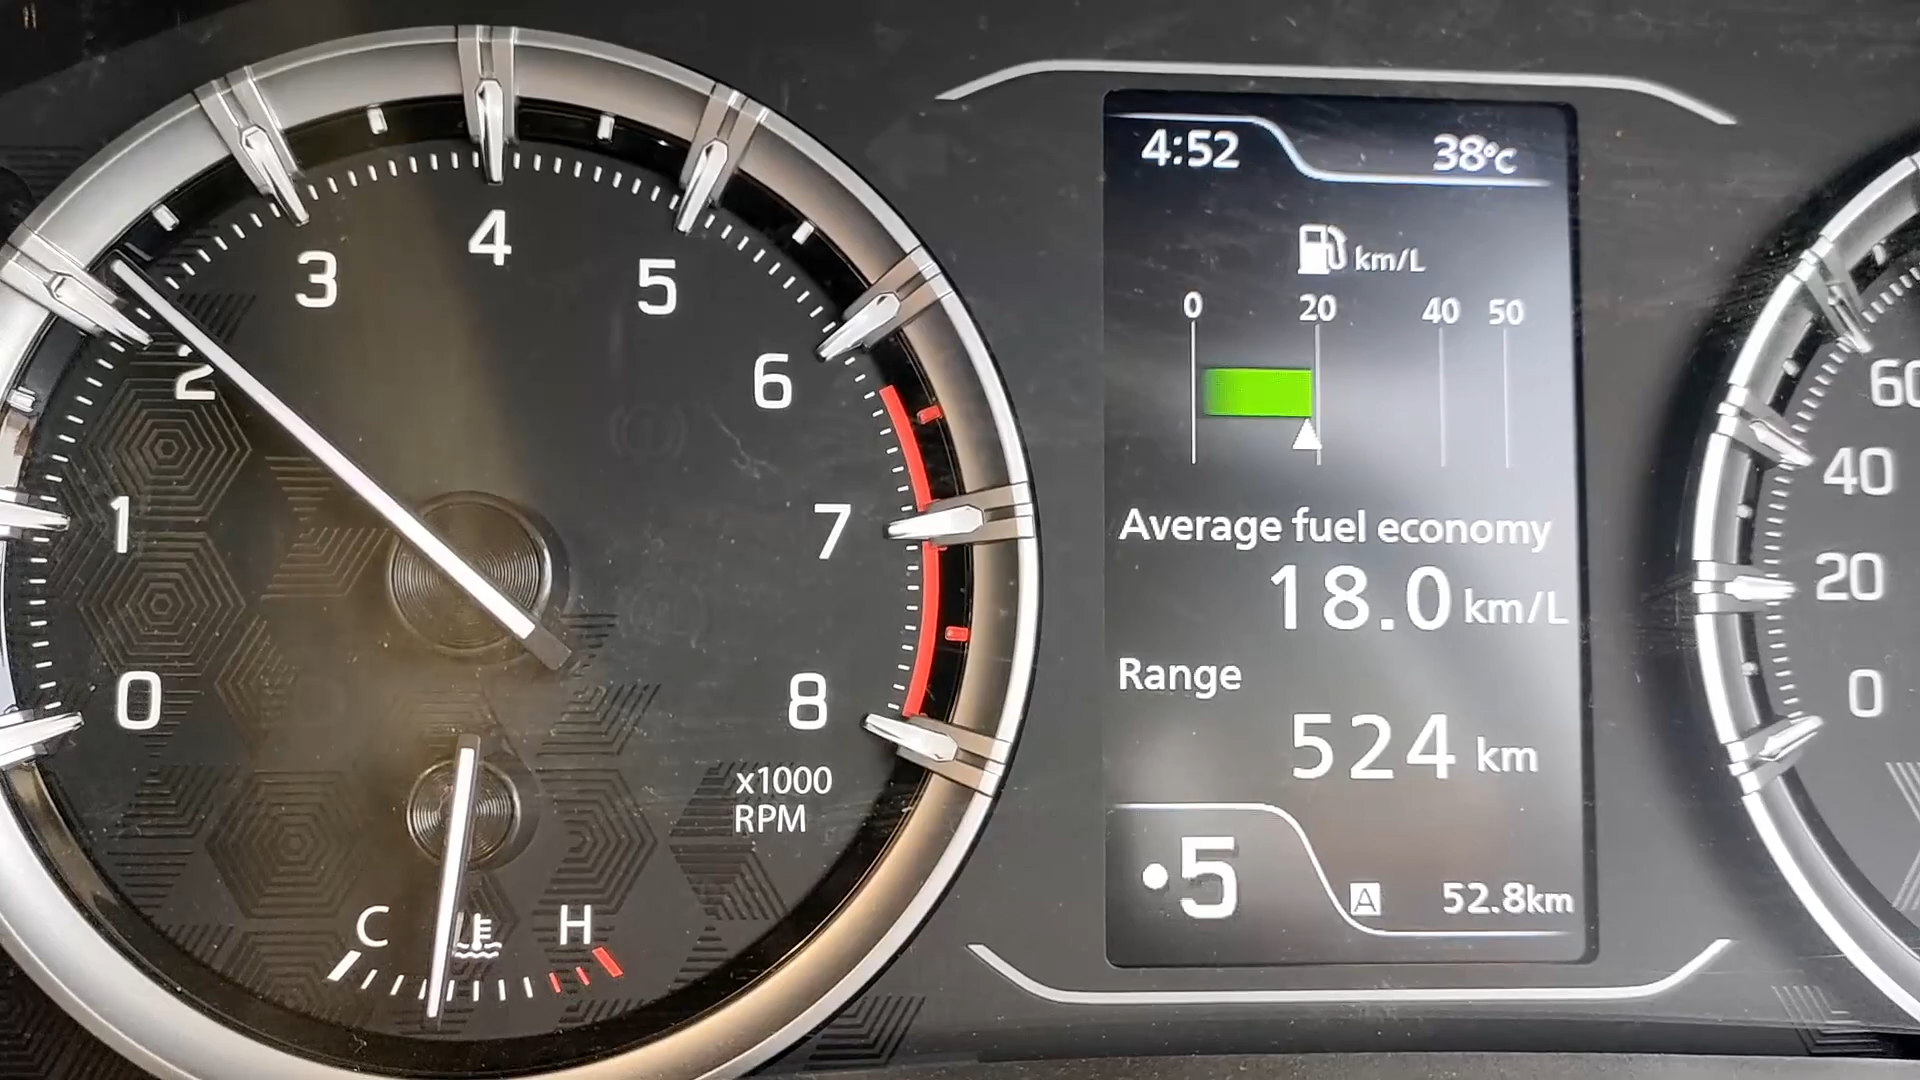 4
3
5
2
6
1
7
0
8
x1000
RPM
C
H
4:52
38°C
km/L
0 20 40 50
Average fuel economy
18.0 km/L
Range
524 km
•5
A 52.8km
60
40
20
0